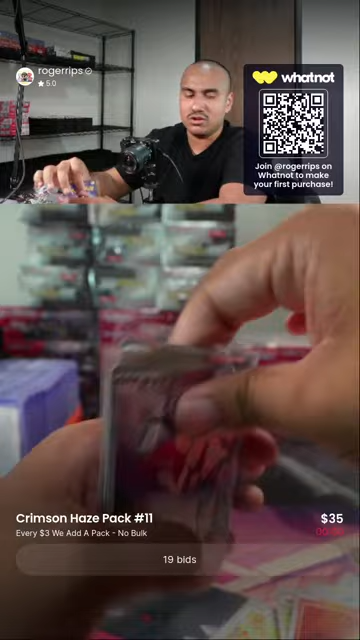 rogerrips
★ 5.0
whatnot
Join @rogerrips on
Whatnot to make
your first purchase!
Crimson Haze Pack #11
$35
Every $3 We Add A Pack - No Bulk
19 bids